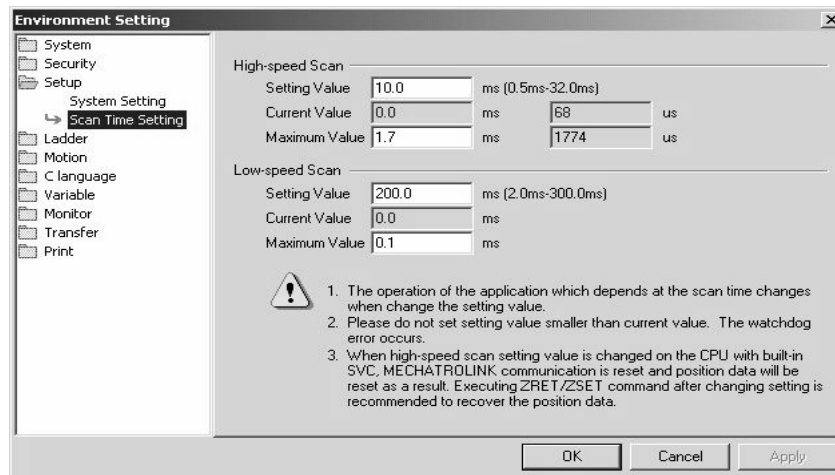 Environment Setting
System
Security
Setup
System Setting
Scan Time Setting
Ladder
Motion
C language
Variable
Monitor
Transfer
Print
High-speed Scan
Setting Value 10.0 ms (0.5ms-32.0ms)
Current Value 0.0 ms 68 us
Maximum Value 1.7 ms 1774 us
Low-speed Scan
Setting Value 200.0 ms (2.0ms-300.0ms)
Current Value 0.0 ms
Maximum Value 0.1 ms
1. The operation of the application which depends at the scan time changes
when change the setting value.
2. Please do not set setting value smaller than current value. The watchdog
error occurs.
3. When high-speed scan setting value is changed on the CPU with built-in
SVC, MECHATROLINK communication is reset and position data will be
reset as a result. Executing ZRET/ZSET command after changing setting is
recommended to recover the position data.
OK Cancel Apply